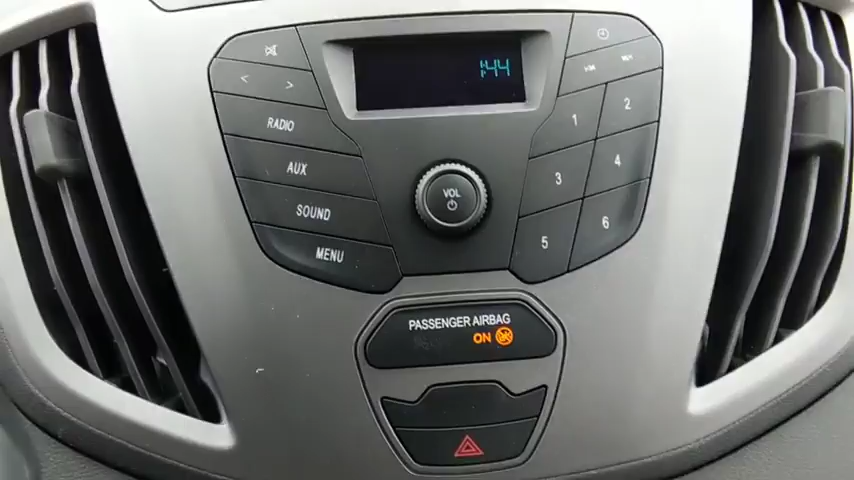 1:44
<
>
RADIO
AUX
SOUND
MENU
VOL
1
2
3
4
5
6
PASSENGER AIRBAG
ON